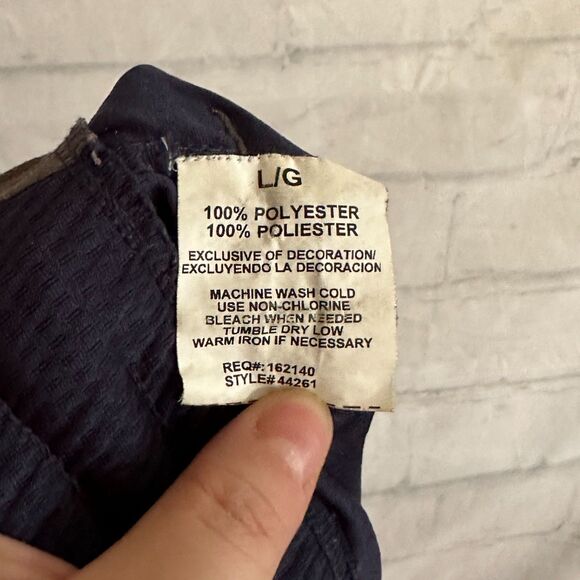 L/G
100% POLYESTER
100% POLIESTER
EXCLUSIVE OF DECORATION/
EXCLUYENDO LA DECORACION
MACHINE WASH COLD
USE NON-CHLORINE
BLEACH WHEN NEEDED
TUMBLE DRY LOW
WARM IRON IF NECESSARY
REQ#: 162140
STYLE# 44261